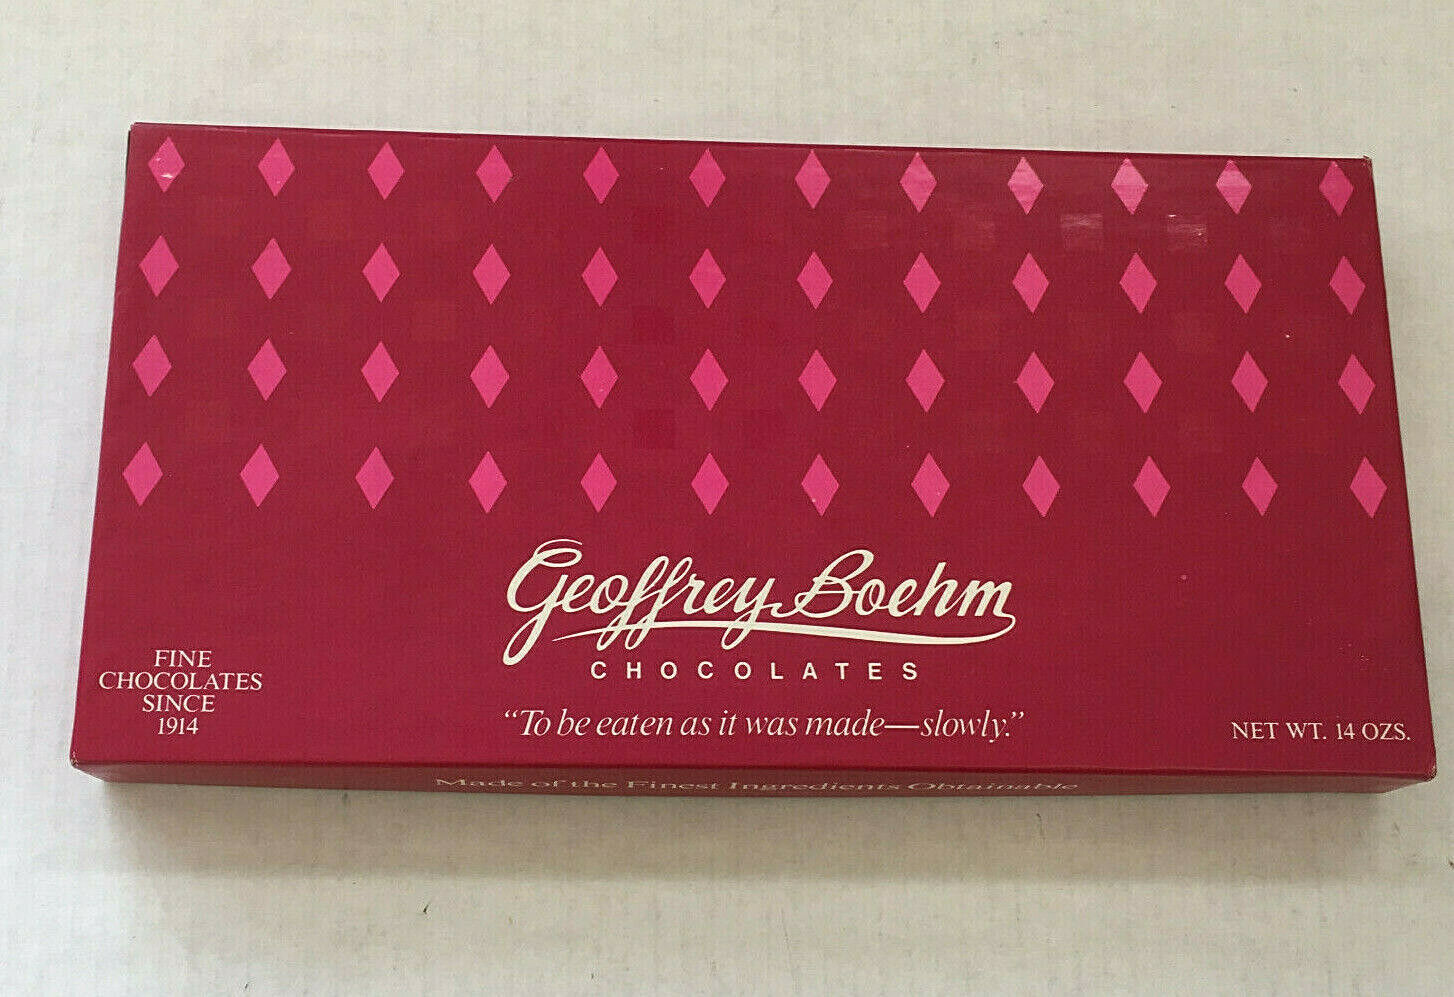 Geoffrey Boehm
CHOCOLATES
"To be eaten as it was made—slowly."
FINE
CHOCOLATES
SINCE
1914
NET WT. 14 OZS.
Made of the Finest Ingredients Obtainable